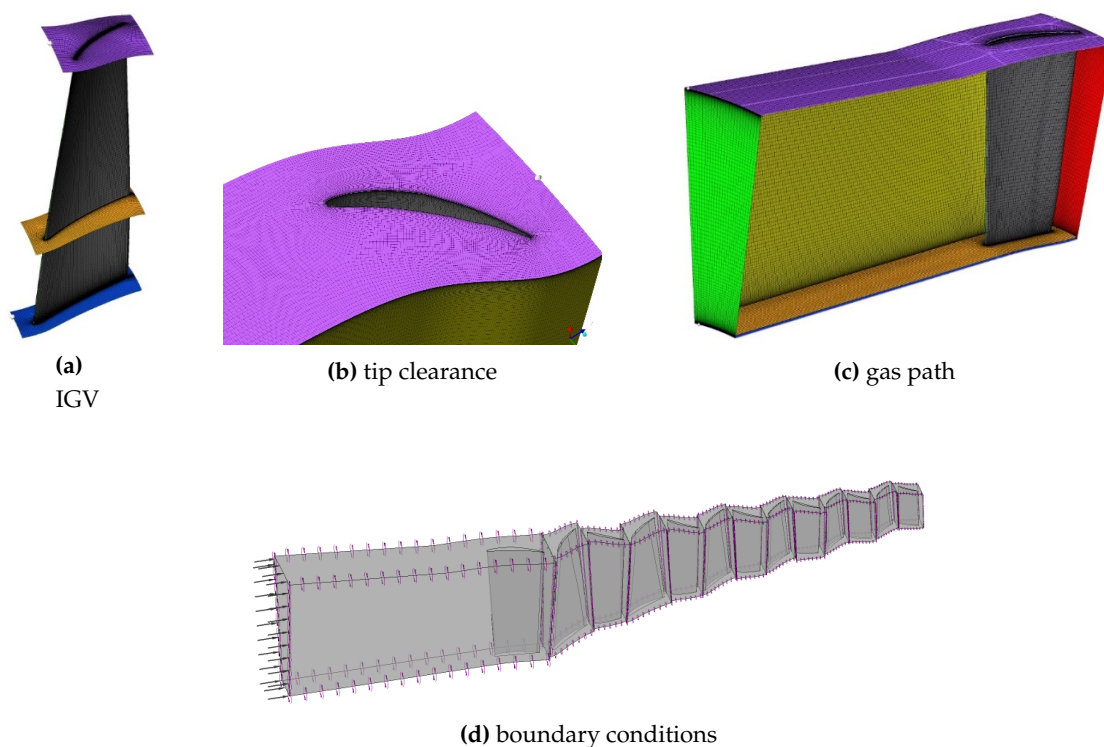 (a)
IGV
(b) tip clearance
(c) gas path
(d) boundary conditions